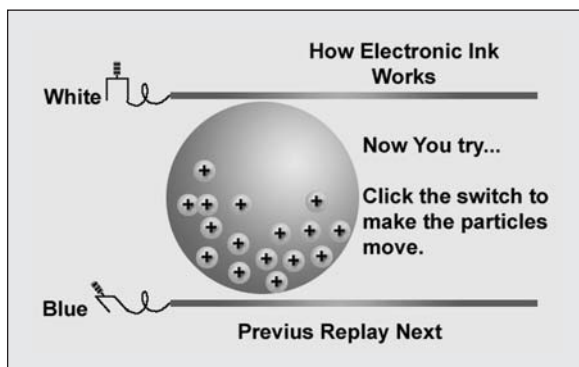 How Electronic Ink
Works
White
Now You try...
Click the switch to
make the particles
move.
Blue
Previus Replay Next